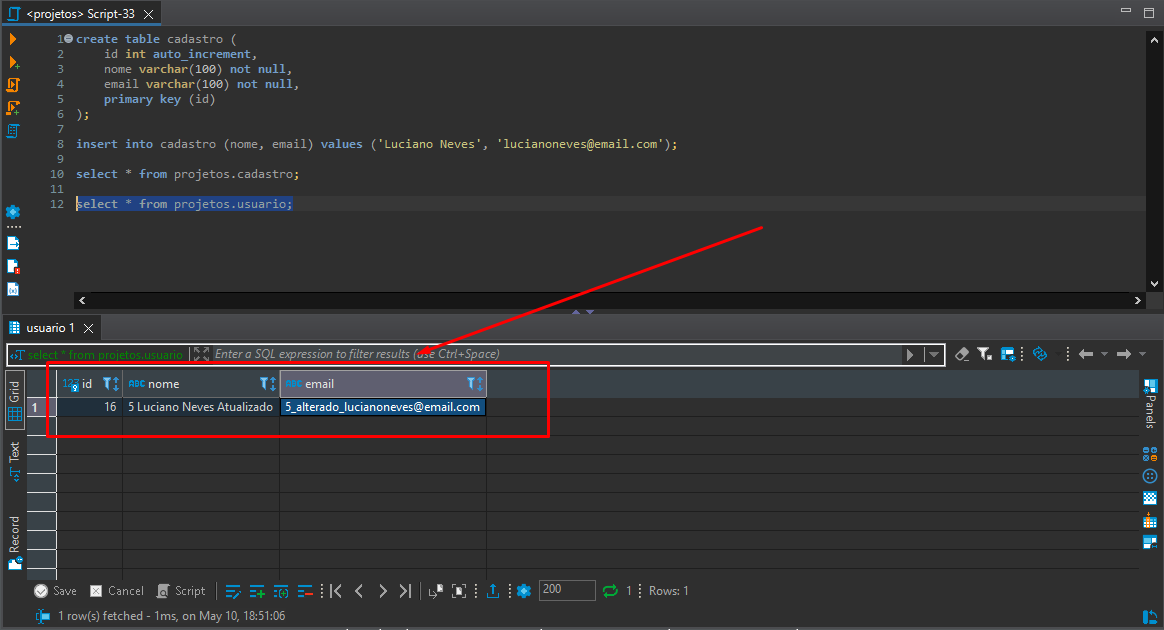 <projetos> Script-33
1 create table cadastro (
2 id int auto_increment,
3 nome varchar(100) not null,
4 email varchar(100) not null,
5 primary key (id)
6 );
7
8 insert into cadastro (nome, email) values ('Luciano Neves', 'lucianoneves@email.com');
9
10 select * from projetos.cadastro;
11
12 select * from projetos.usuario;
usuario 1
select * from projetos.usuario Enter a SQL expression to filter results (use Ctrl+Space)
Grid
123 id ABC nome ABC email
1 16 5 Luciano Neves Atualizado 5_alterado_lucianoneves@email.com
Panels
Text
Record
Save Cancel Script 200 1 Rows: 1
1 row(s) fetched - 1ms, on May 10, 18:51:06